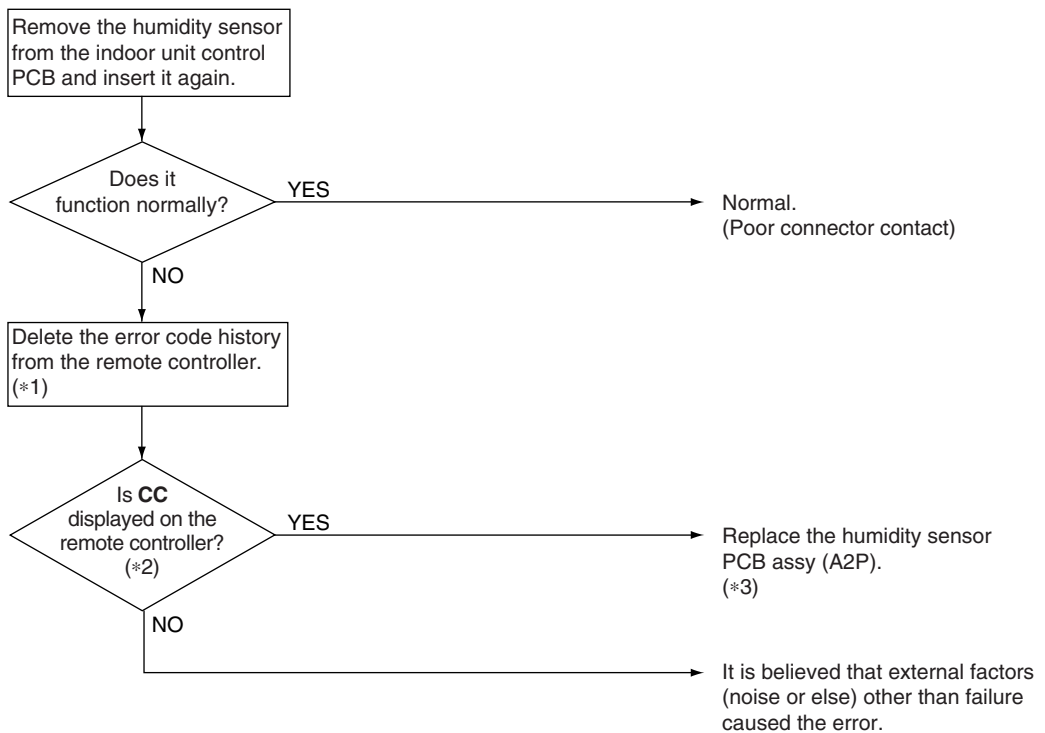 Remove the humidity sensor
from the indoor unit control
PCB and insert it again.
Does it
function normally?
YES
Normal.
(Poor connector contact)
NO
Delete the error code history
from the remote controller.
(*1)
Is CC
displayed on the
remote controller?
(*2)
YES
Replace the humidity sensor
PCB assy (A2P).
(*3)
NO
It is believed that external factors
(noise or else) other than failure
caused the error.